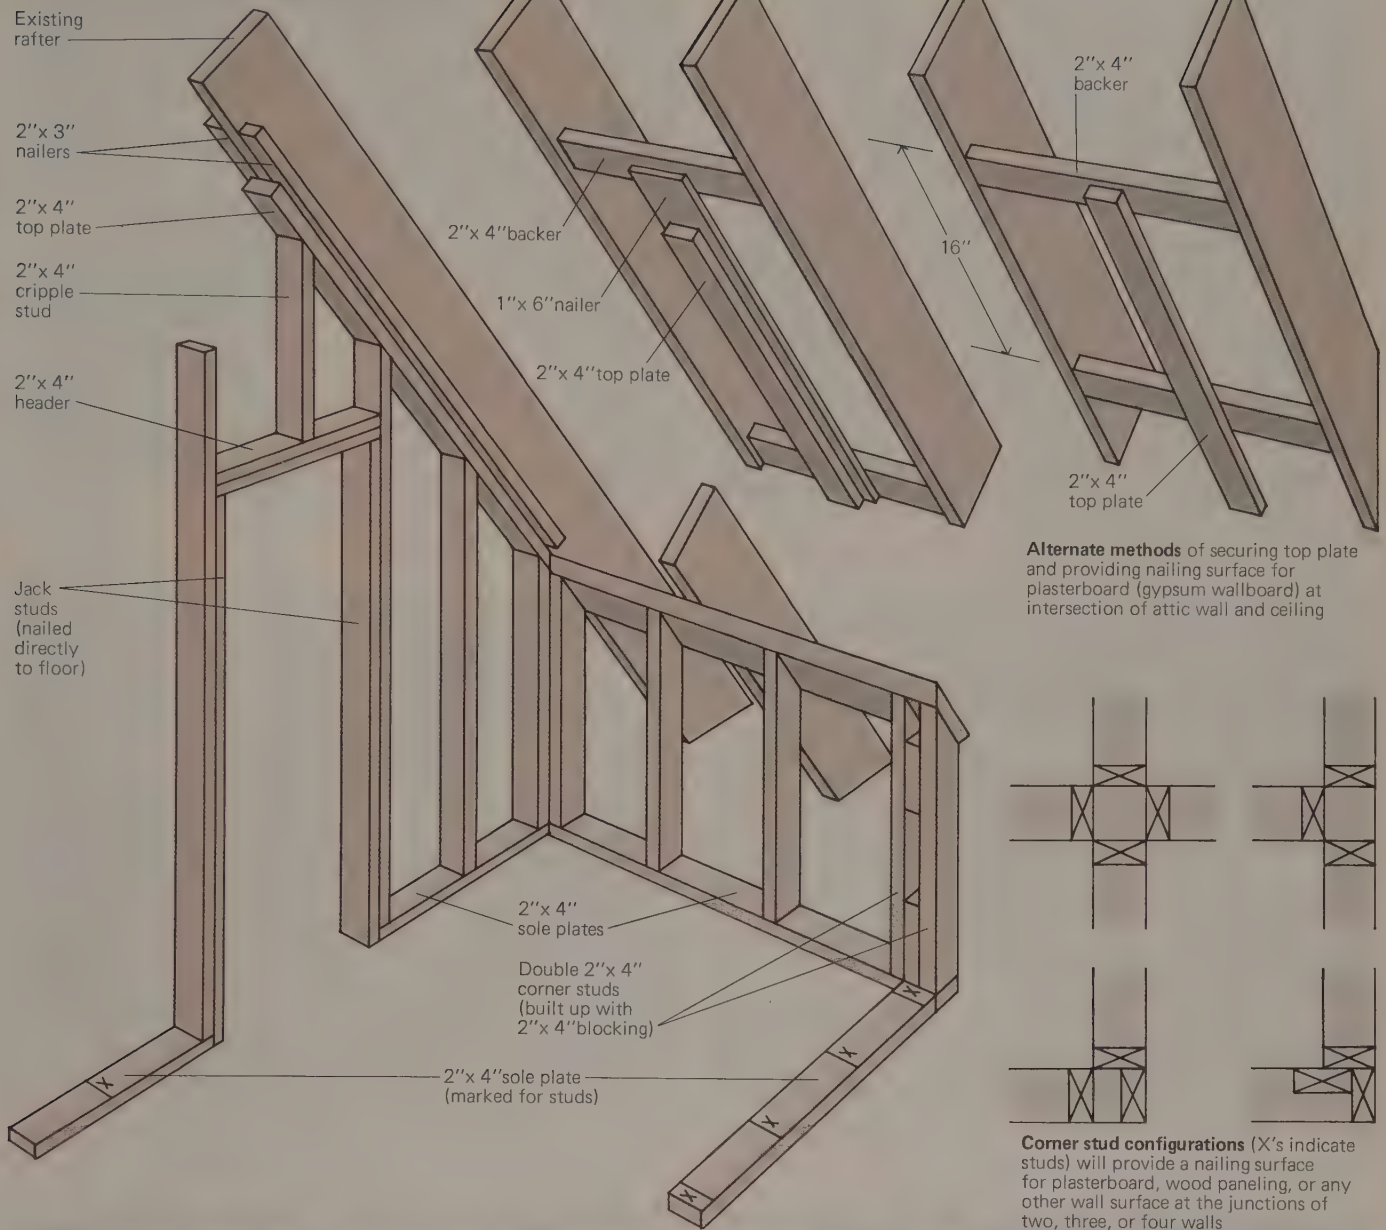 Existing
rafter
2"x 3"
nailers
2"x 4"
top plate
2"x 4"
cripple
stud
2"x 4"
header
Jack
studs
(nailed
directly
to floor)
2"x 4"backer
1"x 6"nailer
2"x 4"top plate
2"x 4"
backer
16"
2"x 4"
top plate
Alternate methods of securing top plate
and providing nailing surface for
plasterboard (gypsum wallboard) at
intersection of attic wall and ceiling
2"x 4"
sole plates
Double 2"x 4"
corner studs
(built up with
2"x 4"blocking)
2"x 4"sole plate
(marked for studs)
X
X
X
X
X
Corner stud configurations (X's indicate
studs) will provide a nailing surface
for plasterboard, wood paneling, or any
other wall surface at the junctions of
two, three, or four walls